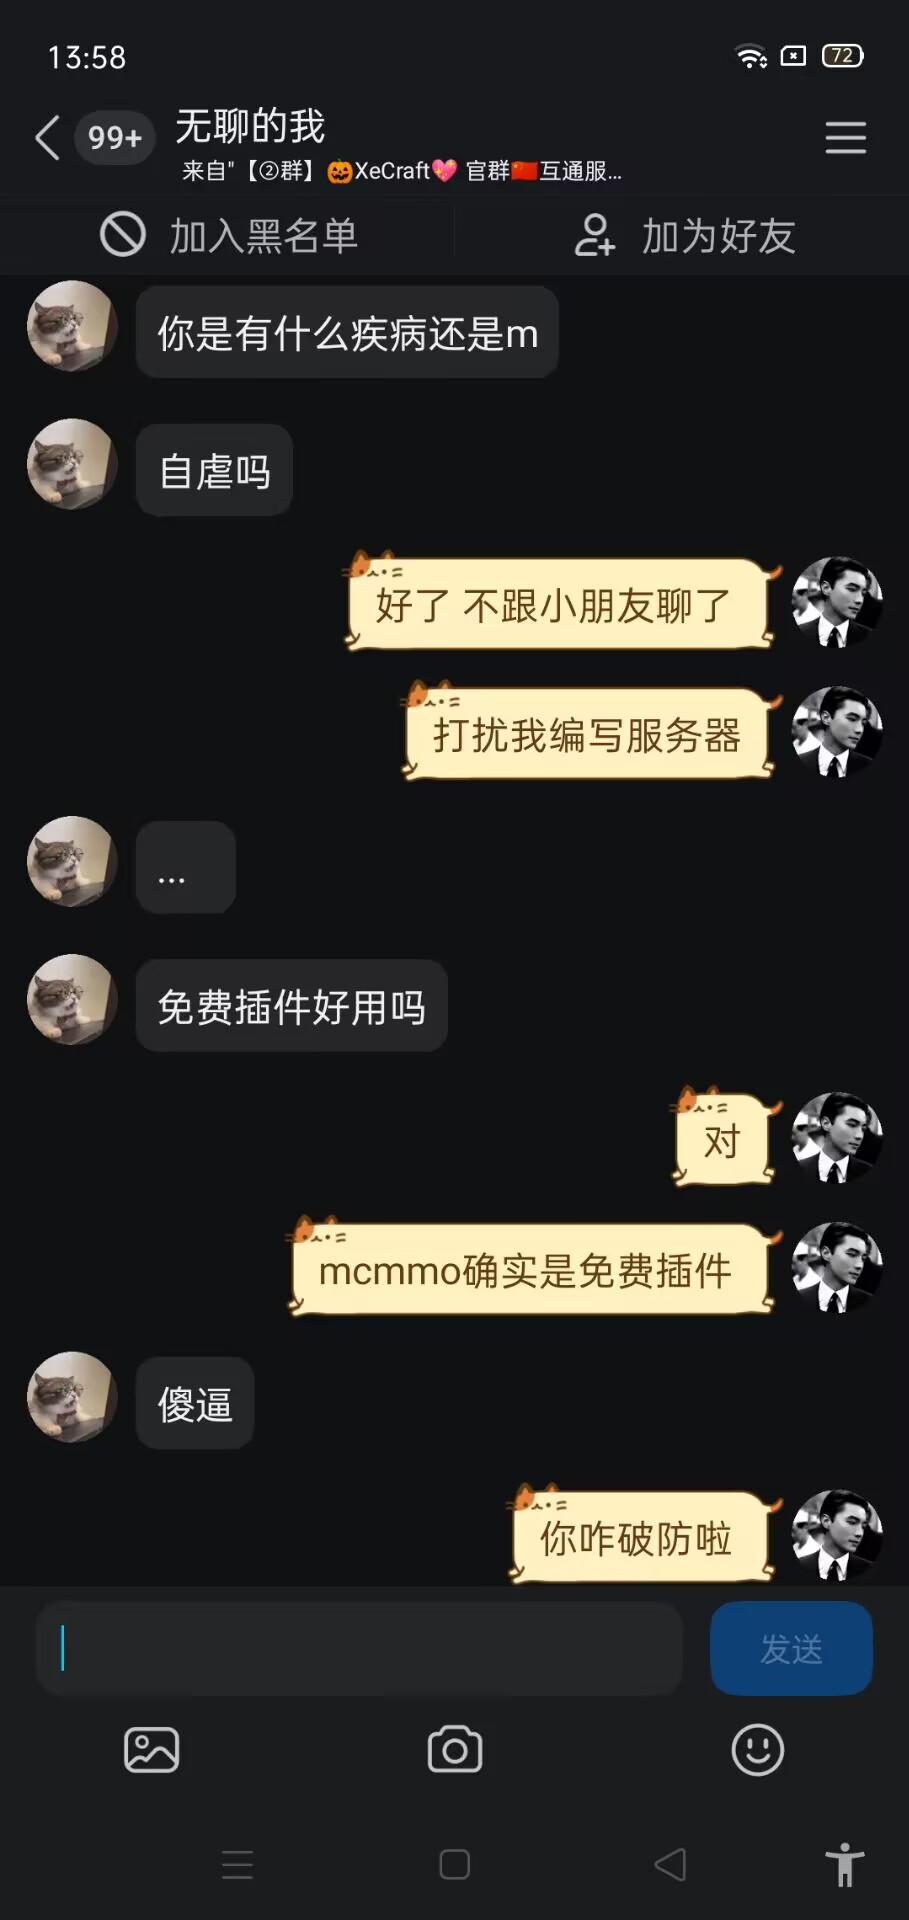 13:58
72
99+
无聊的我
来自"【②群】🎃XeCraft💖 官群🇨🇳互通服...
加入黑名单
加为好友
你是有什么疾病还是m
自虐吗
好了 不跟小朋友聊了
打扰我编写服务器
...
免费插件好用吗
对
mcmmo确实是免费插件
傻逼
你咋破防啦
发送